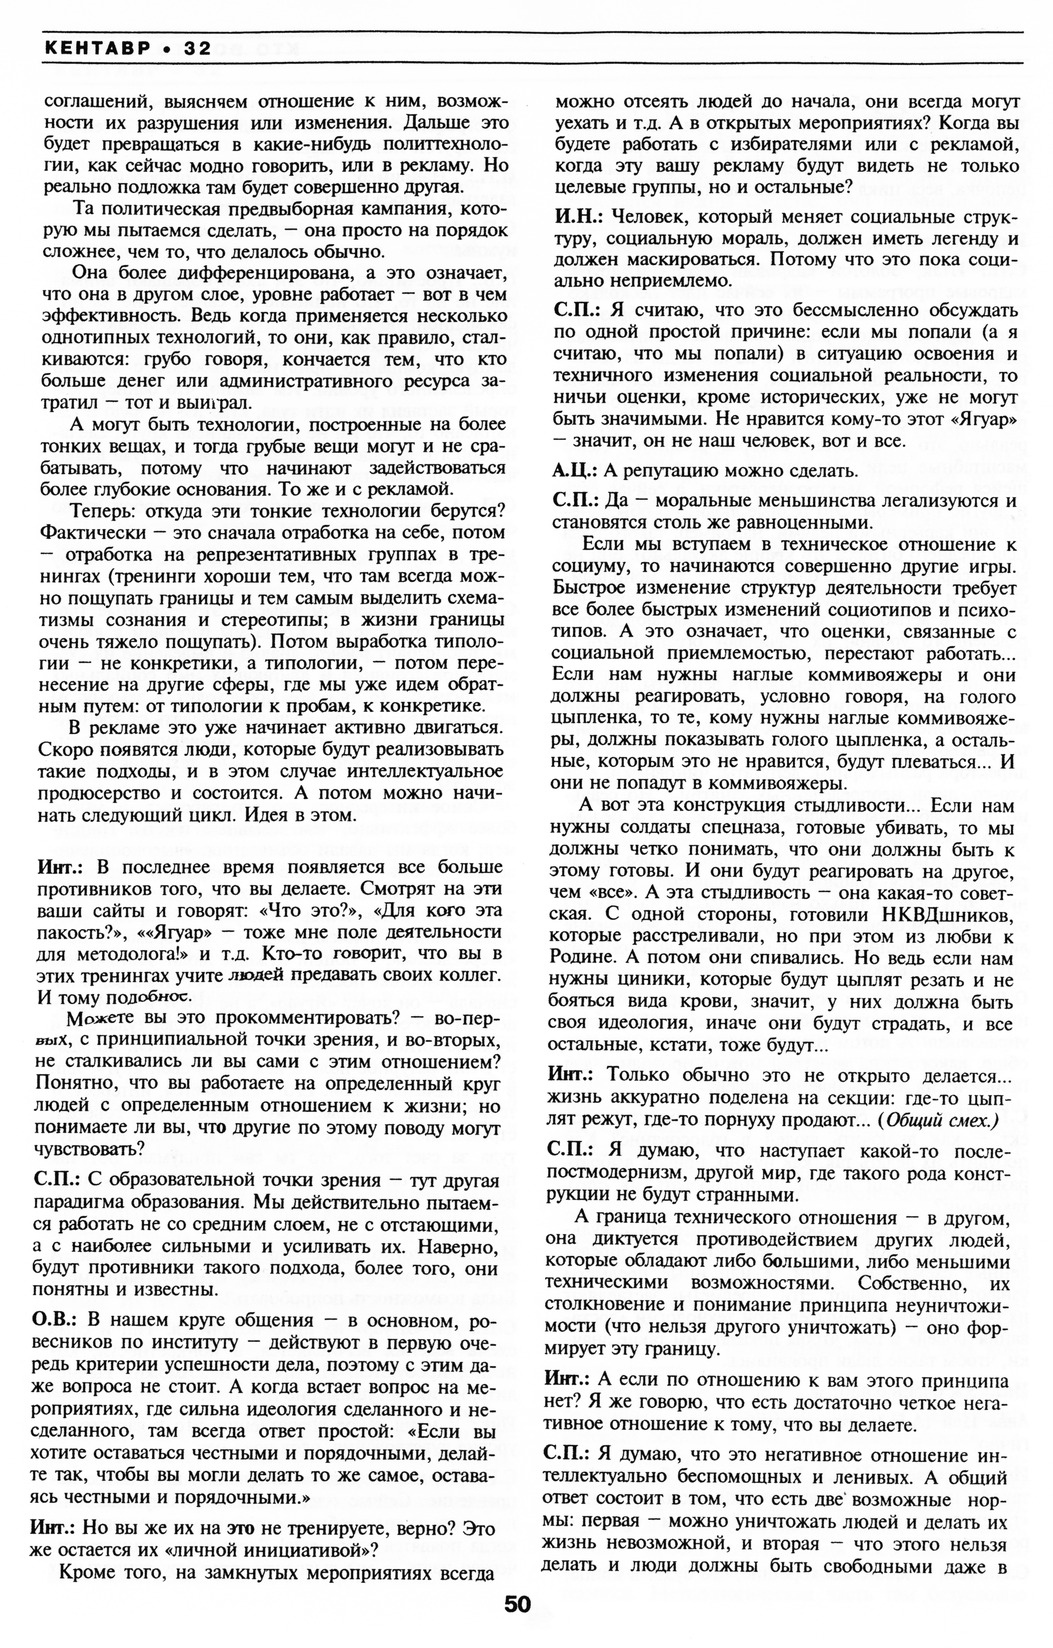 КЕНТАВР • 32
соглашений, выясняем отношение к ним, возмож-
ности их разрушения или изменения. Дальше это
будет превращаться в какие-нибудь политтехноло-
гии, как сейчас модно говорить, или в рекламу. Но
реально подложка там будет совершенно другая.
Та политическая предвыборная кампания, кото-
рую мы пытаемся сделать, — она просто на порядок
сложнее, чем то, что делалось обычно.
Она более дифференцирована, а это означает,
что она в другом слое, уровне работает — вот в чем
эффективность. Ведь когда применяется несколько
однотипных технологий, то они, как правило, стал-
киваются: грубо говоря, кончается тем, что кто
больше денег или административного ресурса за-
тратил — тот и выиграл.
А могут быть технологии, построенные на более
тонких вещах, и тогда грубые вещи могут и не сра-
батывать, потому что начинают задействоваться
более глубокие основания. То же и с рекламой.
Теперь: откуда эти тонкие технологии берутся?
Фактически — это сначала отработка на себе, потом
— отработка на репрезентативных группах в тре-
нингах (тренинги хороши тем, что там всегда мож-
но пощупать границы и тем самым выделить схема-
тизмы сознания и стереотипы; в жизни границы
очень тяжело пощупать). Потом выработка типоло-
гии — не конкретики, а типологии, — потом пере-
несение на другие сферы, где мы уже идем обрат-
ным путем: от типологии к пробам, к конкретике.
В рекламе это уже начинает активно двигаться.
Скоро появятся люди, которые будут реализовывать
такие подходы, и в этом случае интеллектуальное
продюсерство и состоится. А потом можно начи-
нать следующий цикл. Идея в этом.
Инт.: В последнее время появляется все больше
противников того, что вы делаете. Смотрят на эти
ваши сайты и говорят: «Что это?», «Для кого эта
пакость?», ««Ягуар» — тоже мне поле деятельности
для методолога!» и т.д. Кто-то говорит, что вы в
этих тренингах учите людей предавать своих коллег.
И тому подобное.
Можете вы это прокомментировать? — во-пер-
вых, с принципиальной точки зрения, и во-вторых,
не сталкивались ли вы сами с этим отношением?
Понятно, что вы работаете на определенный круг
людей с определенным отношением к жизни; но
понимаете ли вы, что другие по этому поводу могут
чувствовать?
С.П.: С образовательной точки зрения — тут другая
парадигма образования. Мы действительно пытаем-
ся работать не со средним слоем, не с отстающими,
а с наиболее сильными и усиливать их. Наверно,
будут противники такого подхода, более того, они
понятны и известны.
О.В.: В нашем круге общения — в основном, ро-
весников по институту — действуют в первую оче-
редь критерии успешности дела, поэтому с этим да-
же вопроса не стоит. А когда встает вопрос на ме-
роприятиях, где сильна идеология сделанного и не-
сделанного, там всегда ответ простой: «Если вы
хотите оставаться честными и порядочными, делай-
те так, чтобы вы могли делать то же самое, остава-
ясь честными и порядочными.»
Инт.: Но вы же их на это не тренируете, верно? Это
же остается их «личной инициативой»?
Кроме того, на замкнутых мероприятиях всегда
можно отсеять людей до начала, они всегда могут
уехать и т.д. А в открытых мероприятиях? Когда вы
будете работать с избирателями или с рекламой,
когда эту вашу рекламу будут видеть не только
целевые группы, но и остальные?
И.Н.: Человек, который меняет социальные струк-
туру, социальную мораль, должен иметь легенду и
должен маскироваться. Потому что это пока соци-
ально неприемлемо.
С.П.: Я считаю, что это бессмысленно обсуждать
по одной простой причине: если мы попали (а я
считаю, что мы попали) в ситуацию освоения и
техничного изменения социальной реальности, то
ничьи оценки, кроме исторических, уже не могут
быть значимыми. Не нравится кому-то этот «Ягуар»
— значит, он не наш человек, вот и все.
А.Ц.: А репутацию можно сделать.
С.П.: Да — моральные меньшинства легализуются и
становятся столь же равноценными.
Если мы вступаем в техническое отношение к
социуму, то начинаются совершенно другие игры.
Быстрое изменение структур деятельности требует
все более быстрых изменений социотипов и психо-
типов. А это означает, что оценки, связанные с
социальной приемлемостью, перестают работать...
Если нам нужны наглые коммивояжеры и они
должны реагировать, условно говоря, на голого
цыпленка, то те, кому нужны наглые коммивояже-
ры, должны показывать голого цыпленка, а осталь-
ные, которым это не нравится, будут плеваться... И
они не попадут в коммивояжеры.
А вот эта конструкция стыдливости... Если нам
нужны солдаты спецназа, готовые убивать, то мы
должны четко понимать, что они должны быть к
этому готовы. И они будут реагировать на другое,
чем «все». А эта стыдливость — она какая-то совет-
ская. С одной стороны, готовили НКВДшников,
которые расстреливали, но при этом из любви к
Родине. А потом они спивались. Но ведь если нам
нужны циники, которые будут цыплят резать и не
бояться вида крови, значит, у них должна быть
своя идеология, иначе они будут страдать, и все
остальные, кстати, тоже будут...
Инт.: Только обычно это не открыто делается...
жизнь аккуратно поделена на секции: где-то цып-
лят режут, где-то порнуху продают... (Общий смех.)
С.П.: Я думаю, что наступает какой-то после-
постмодернизм, другой мир, где такого рода конст-
рукции не будут странными.
А граница технического отношения — в другом,
она диктуется противодействием других людей,
которые обладают либо большими, либо меньшими
техническими возможностями. Собственно, их
столкновение и понимание принципа неуничтожи-
мости (что нельзя другого уничтожать) — оно фор-
мирует эту границу.
Инт.: А если по отношению к вам этого принципа
нет? Я же говорю, что есть достаточно четкое нега-
тивное отношение к тому, что вы делаете.
С.П.: Я думаю, что это негативное отношение ин-
теллектуально беспомощных и ленивых. А общий
ответ состоит в том, что есть две возможные нор-
мы: первая — можно уничтожать людей и делать их
жизнь невозможной, и вторая — что этого нельзя
делать и люди должны быть свободными даже в
50